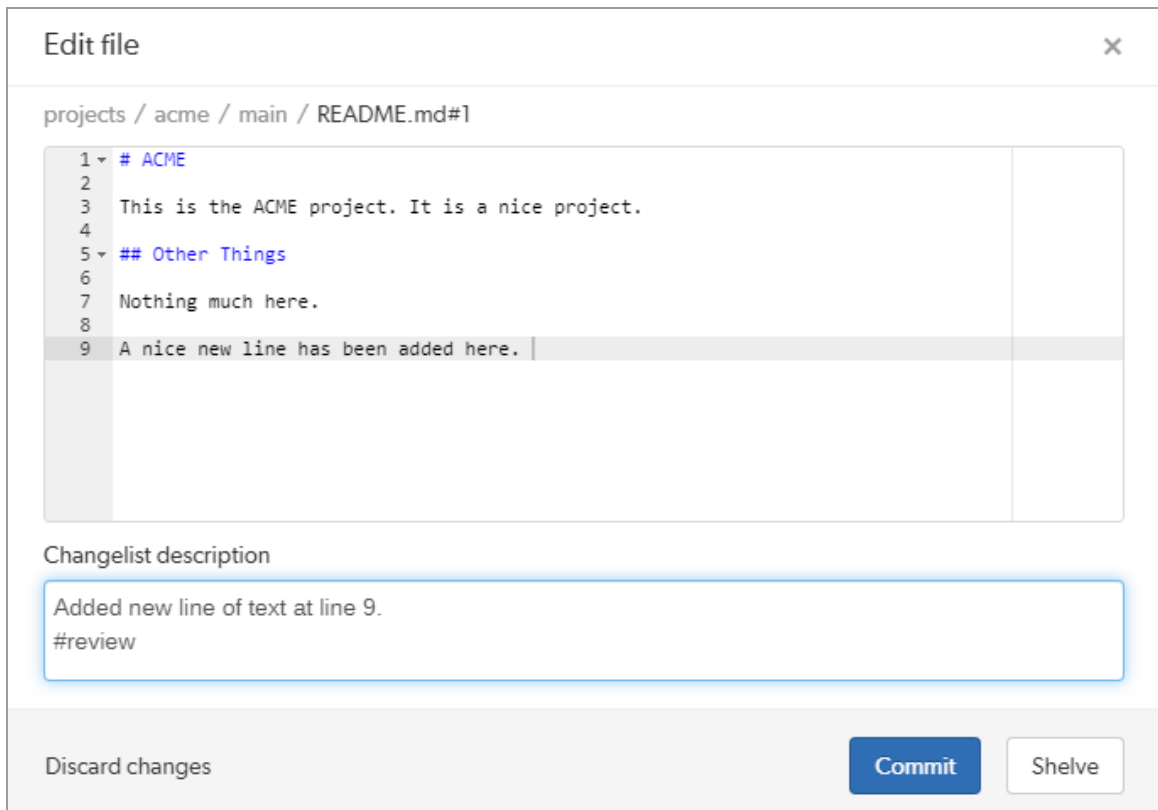 Edit file ×
projects / acme / main / README.md#1
1 # ACME
2
3 This is the ACME project. It is a nice project.
4
5 ## Other Things
6
7 Nothing much here.
8
9 A nice new line has been added here.
Changelist description
Added new line of text at line 9.
#review
Discard changes Commit Shelve